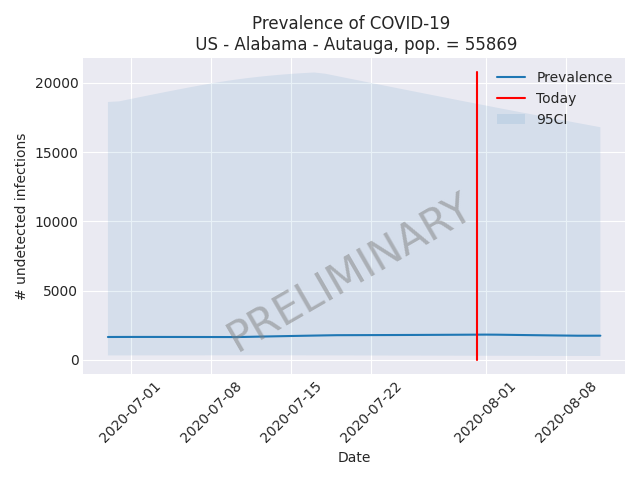 Prevalence of COVID-19
US - Alabama - Autauga, pop. = 55869
Prevalence
Today
95CI
# undetected infections
20000
15000
10000
5000
0
PRELIMINARY
2020-07-01
2020-07-08
2020-07-15
2020-07-22
2020-08-01
2020-08-08
Date